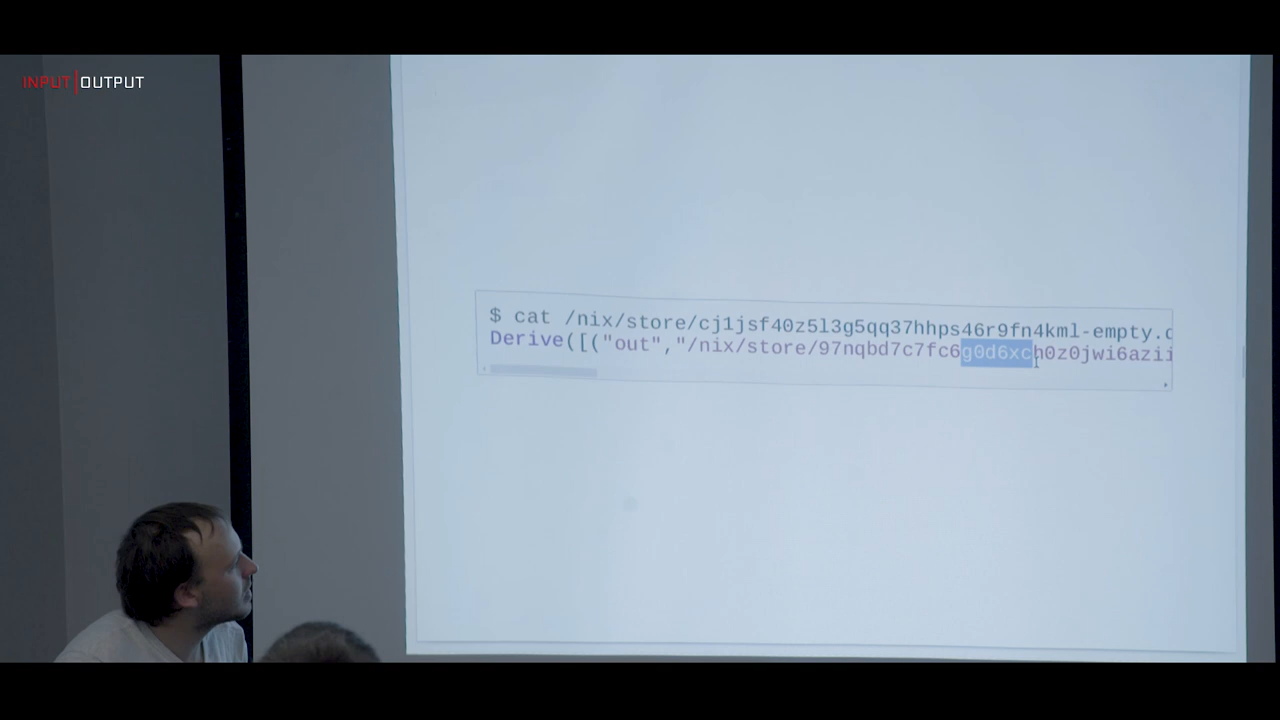 INPUT|OUTPUT
$ cat /nix/store/cj1jsf40z5l3g5qq37hhps46r9fn4kml-empty.d
Derive([("out","/nix/store/97nqbd7c7fc6g0d6xch0z0jwi6azii